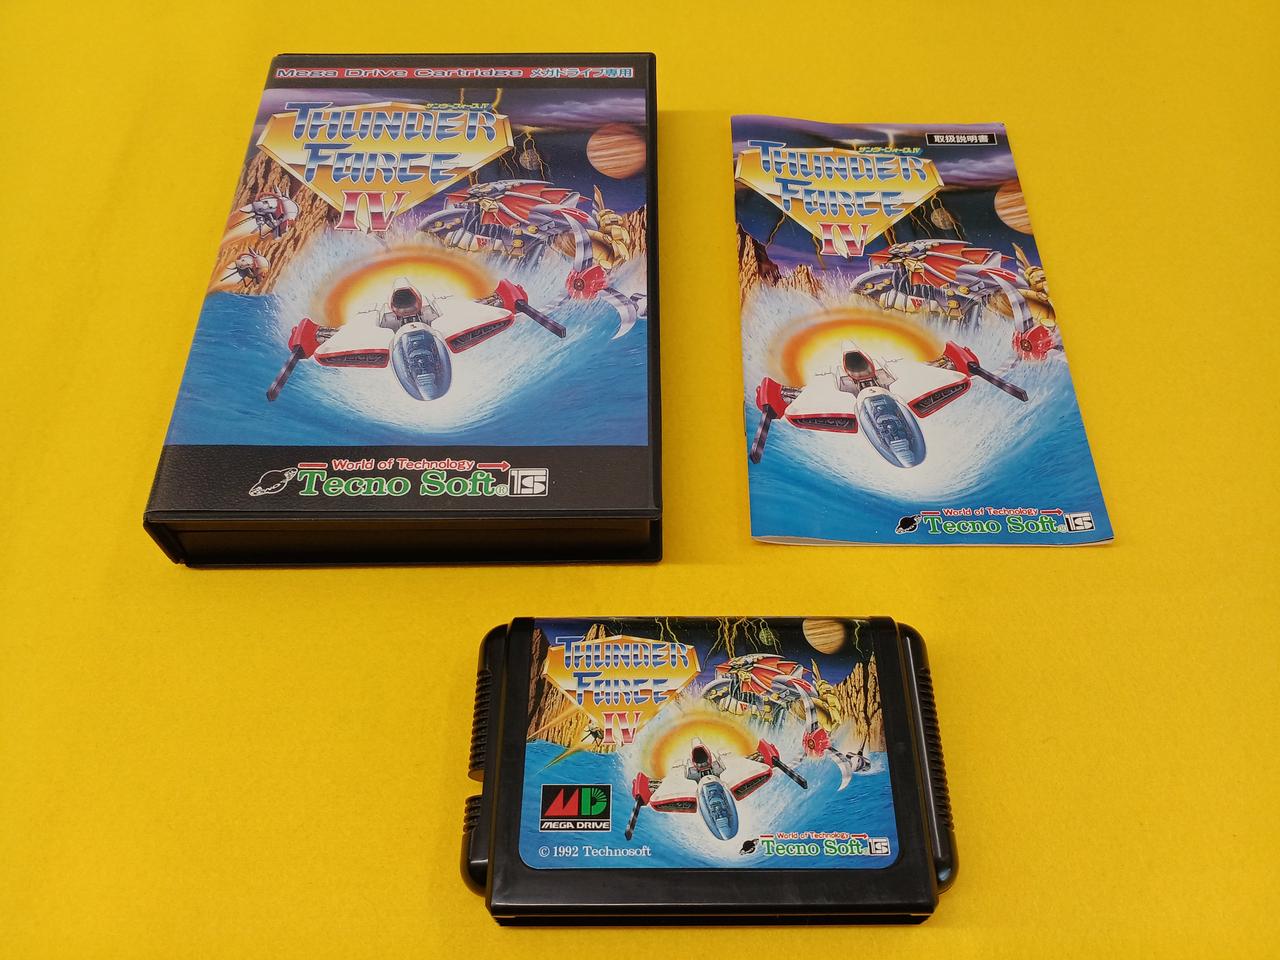 Mega Drive Cartridge メガドライブ専用
サンダーフォースIV
THUNDER
FORCE
IV
World of Technology
Tecno Soft® TS
取扱説明書
サンダーフォースIV
THUNDER
FORCE
IV
World of Technology
Tecno Soft® TS
THUNDER
FORCE
IV
MD
MEGA DRIVE
© 1992 Technosoft
World of Technology
Tecno Soft® TS